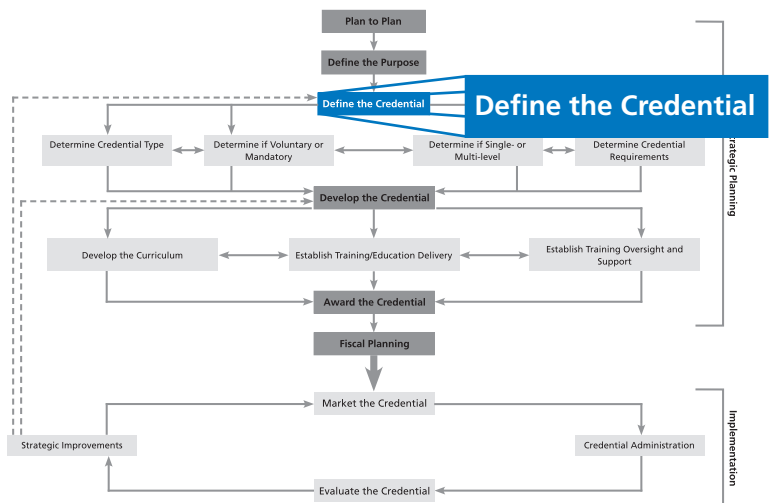 Plan to Plan
Define the Purpose
Define the Credential
Define the Credential
Determine Credential Type
Determine if Voluntary or
Mandatory
Determine if Single- or
Multi-level
Determine Credential
Requirements
Strategic Planning
Develop the Credential
Develop the Curriculum
Establish Training/Education Delivery
Establish Training Oversight and
Support
Award the Credential
Fiscal Planning
Market the Credential
Strategic Improvements
Credential Administration
Implementation
Evaluate the Credential